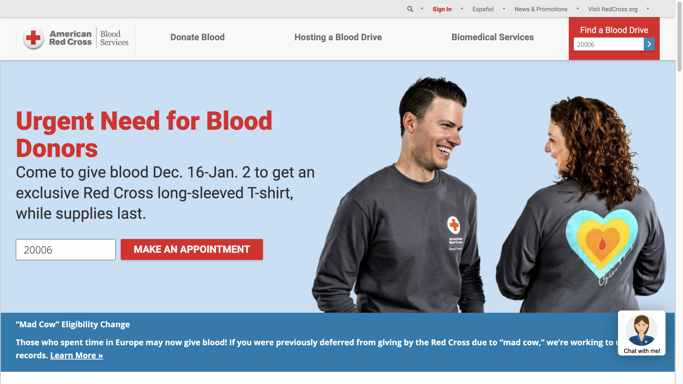 Sign In
Español
News & Promotions
Visit RedCross.org
American Red Cross
Blood Services
Donate Blood
Hosting a Blood Drive
Biomedical Services
Find a Blood Drive
20006
Urgent Need for Blood
Donors
Come to give blood Dec. 16-Jan. 2 to get an
exclusive Red Cross long-sleeved T-shirt,
while supplies last.
20006
MAKE AN APPOINTMENT
American
Red Cross
"Mad Cow" Eligibility Change
Those who spent time in Europe may now give blood! If you were previously deferred from giving by the Red Cross due to "mad cow," we're working to
records. Learn More »
Chat with me!